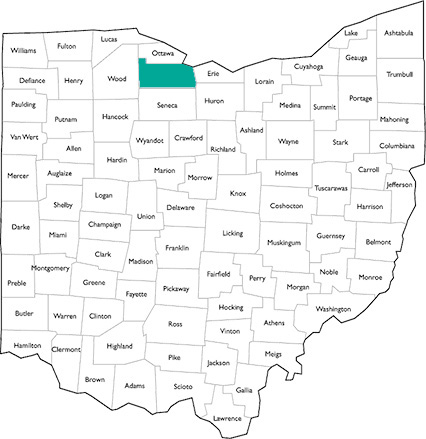 Lake
Ashtabula
Lucas
Fulton
Williams
Ottawa
Geauga
Cuyahoga
Erie
Trumbull
Defiance
Henry
Wood
Lorain
Portage
Paulding
Seneca
Huron
Medina
Summit
Hancock
Putnam
Mahoning
Ashland
Van Wert
Wyandot
Crawford
Wayne
Stark
Columbiana
Allen
Richland
Hardin
Marion
Holmes
Carroll
Mercer
Auglaize
Morrow
Jefferson
Tuscarawas
Logan
Knox
Shelby
Delaware
Coshocton
Harrison
Union
Champaign
Darke
Miami
Licking
Guernsey
Franklin
Muskingum
Belmont
Clark
Madison
Montgomery
Fairfield
Noble
Monroe
Perry
Preble
Greene
Pickaway
Morgan
Fayette
Hocking
Washington
Butler
Warren
Clinton
Ross
Athens
Vinton
Hamilton
Clermont
Highland
Meigs
Pike
Jackson
Brown
Adams
Scioto
Gallia
Lawrence